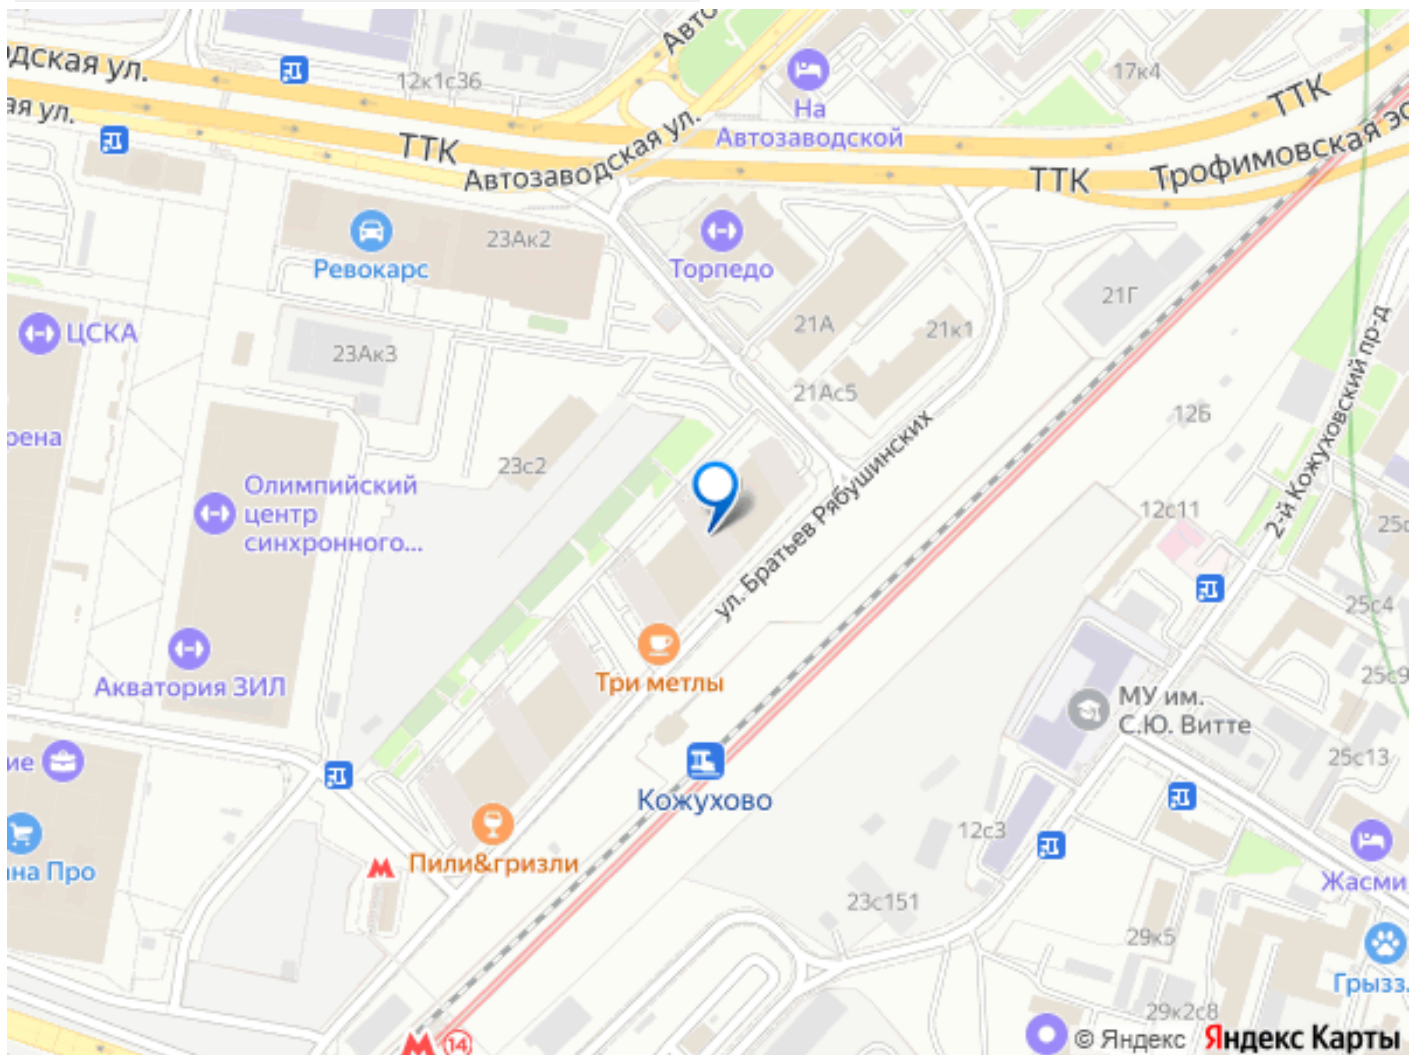 дская ул.
ая ул.
12к1с36
Авто
17к4
На
Автозаводской
ТТК
ТТК
Автозаводская ул.
ТТК
Трофимовская эс
23Ак2
Ревокарс
Торпедо
21Г
ЦСКА
23Ак3
21А
21к1
21Ас5
12Б
2-й Кожуховский пр-д
рена
23с2
Олимпийский
центр
синхронного...
ул. Братьев Рябушинских
12с11
25с
25с4
Акватория ЗИЛ
Три метлы
25с9
МУ им.
С.Ю. Витте
ие
25с13
Кожухово
на Про
Пили&гризли
12с3
Жасми
23с151
29к5
Грызз.
29к2с8
14
© Яндекс Яндекс Карты